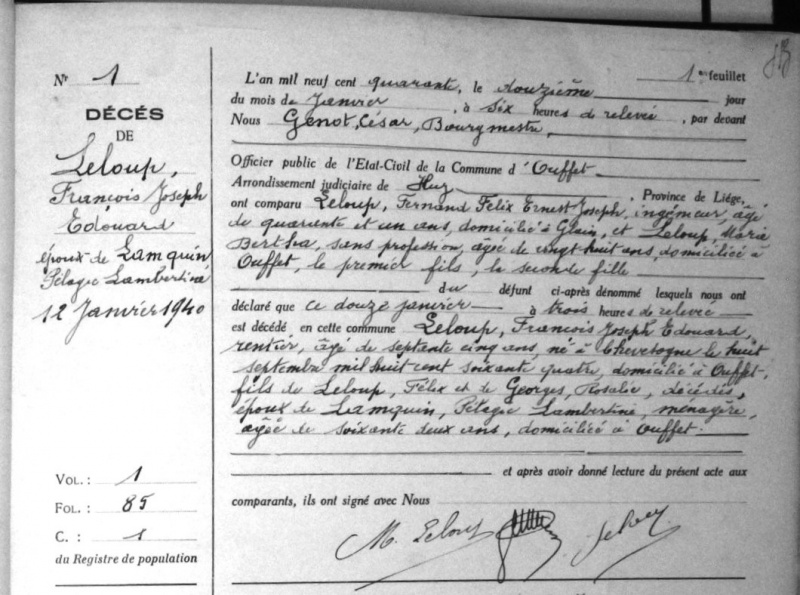 Nº 1
DÉCÉS
DE
Leloup,
François Joseph
Edouard
époux de Lamquin
Pélagie Lambertine
12 Janvier 1940
VOL. : 1
FOL. : 85
C. : 1
du Registre de population
1er feuillet
L'an mil neuf cent quarante, le douzième jour
du mois de Janvier, à six heures d relevée, par devant
Nous Genot, César, Bourgmestre,
Officier public de l'Etat-Civil de la Commune d'Ouffet
Arrondissement judiciaire de Huy, Province de Liége,
ont comparu Leloup, Fernand Felix Ernest Joseph, ingénieur, âgé
de quarante et un ans, domicilié à Glain, et Leloup, Maria
Bertha, sans profession, âgée de vingt huit ans, domiciliée à
Ouffet, le premier fils, la seconde fille
du défunt ci-après dénommé lesquels nous ont
déclaré que ce douze janvier à trois heures de relevée
est décédé en cette commune Leloup, François Joseph Edouard,
rentier, âgé de septante cinq ans, né à Chevetogne le huit
septembre mil huit cent soixante quatre, domicilié à Ouffet,
fils de Leloup, Félix et de Georges, Rosalie, décédés,
époux de Lamquin, Pélagie Lambertine, ménagère,
âgée de soixante deux ans, domiciliée à Ouffet.
et après avoir donné lecture du présent acte aux
comparants, ils ont signé avec Nous
M. Leloup